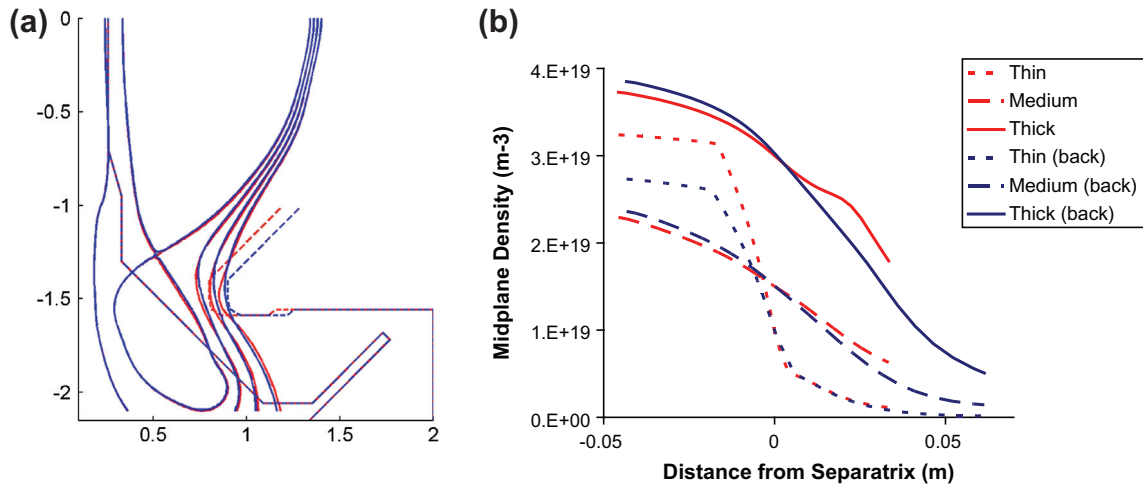 (a)
0
-0.5
-1
-1.5
-2
0.5
1
1.5
2
(b)
Midplane Density (m-3)
4.E+19
3.E+19
2.E+19
1.E+19
0.E+00
-0.05
0
0.05
Distance from Separatrix (m)
Thin
Medium
Thick
Thin (back)
Medium (back)
Thick (back)